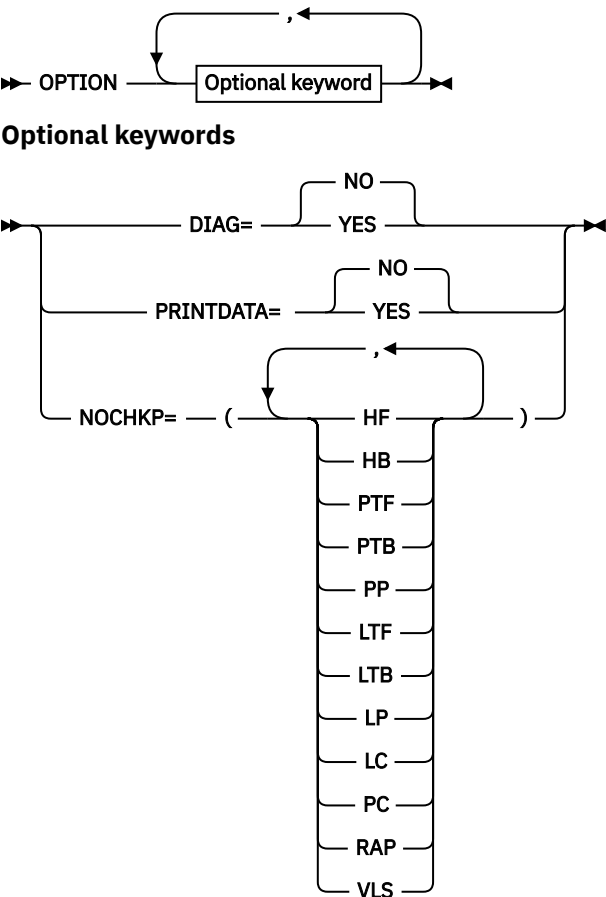 ,
OPTION Optional keyword
Optional keywords
NO
DIAG= YES
NO
PRINTDATA= YES
,
NOCHKP= ( HF )
HB
PTF
PTB
PP
LTF
LTB
LP
LC
PC
RAP
VLS